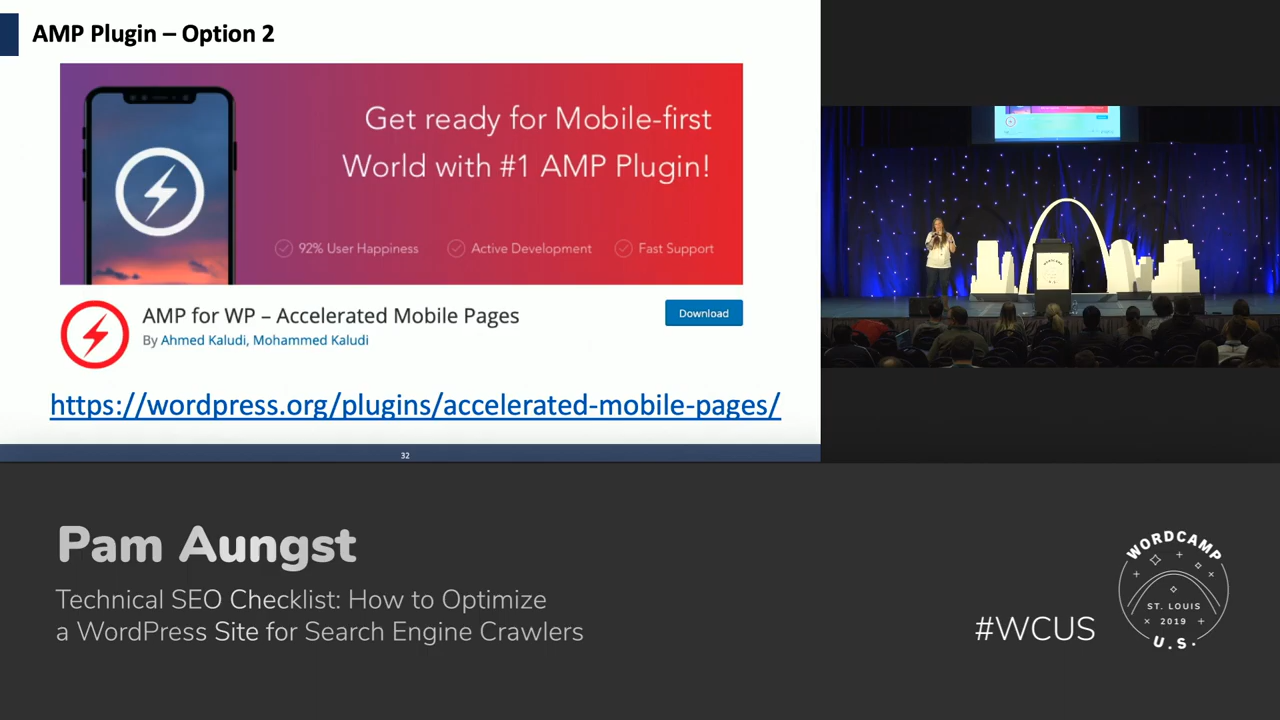 AMP Plugin – Option 2
Get ready for Mobile-first
World with #1 AMP Plugin!
92% User Happiness
Active Development
Fast Support
AMP for WP – Accelerated Mobile Pages
Download
By Ahmed Kaludi, Mohammed Kaludi
https://wordpress.org/plugins/accelerated-mobile-pages/
32
Pam Aungst
Technical SEO Checklist: How to Optimize
a WordPress Site for Search Engine Crawlers
#WCUS
WORDCAMP
ST. LOUIS
2019
U.S.